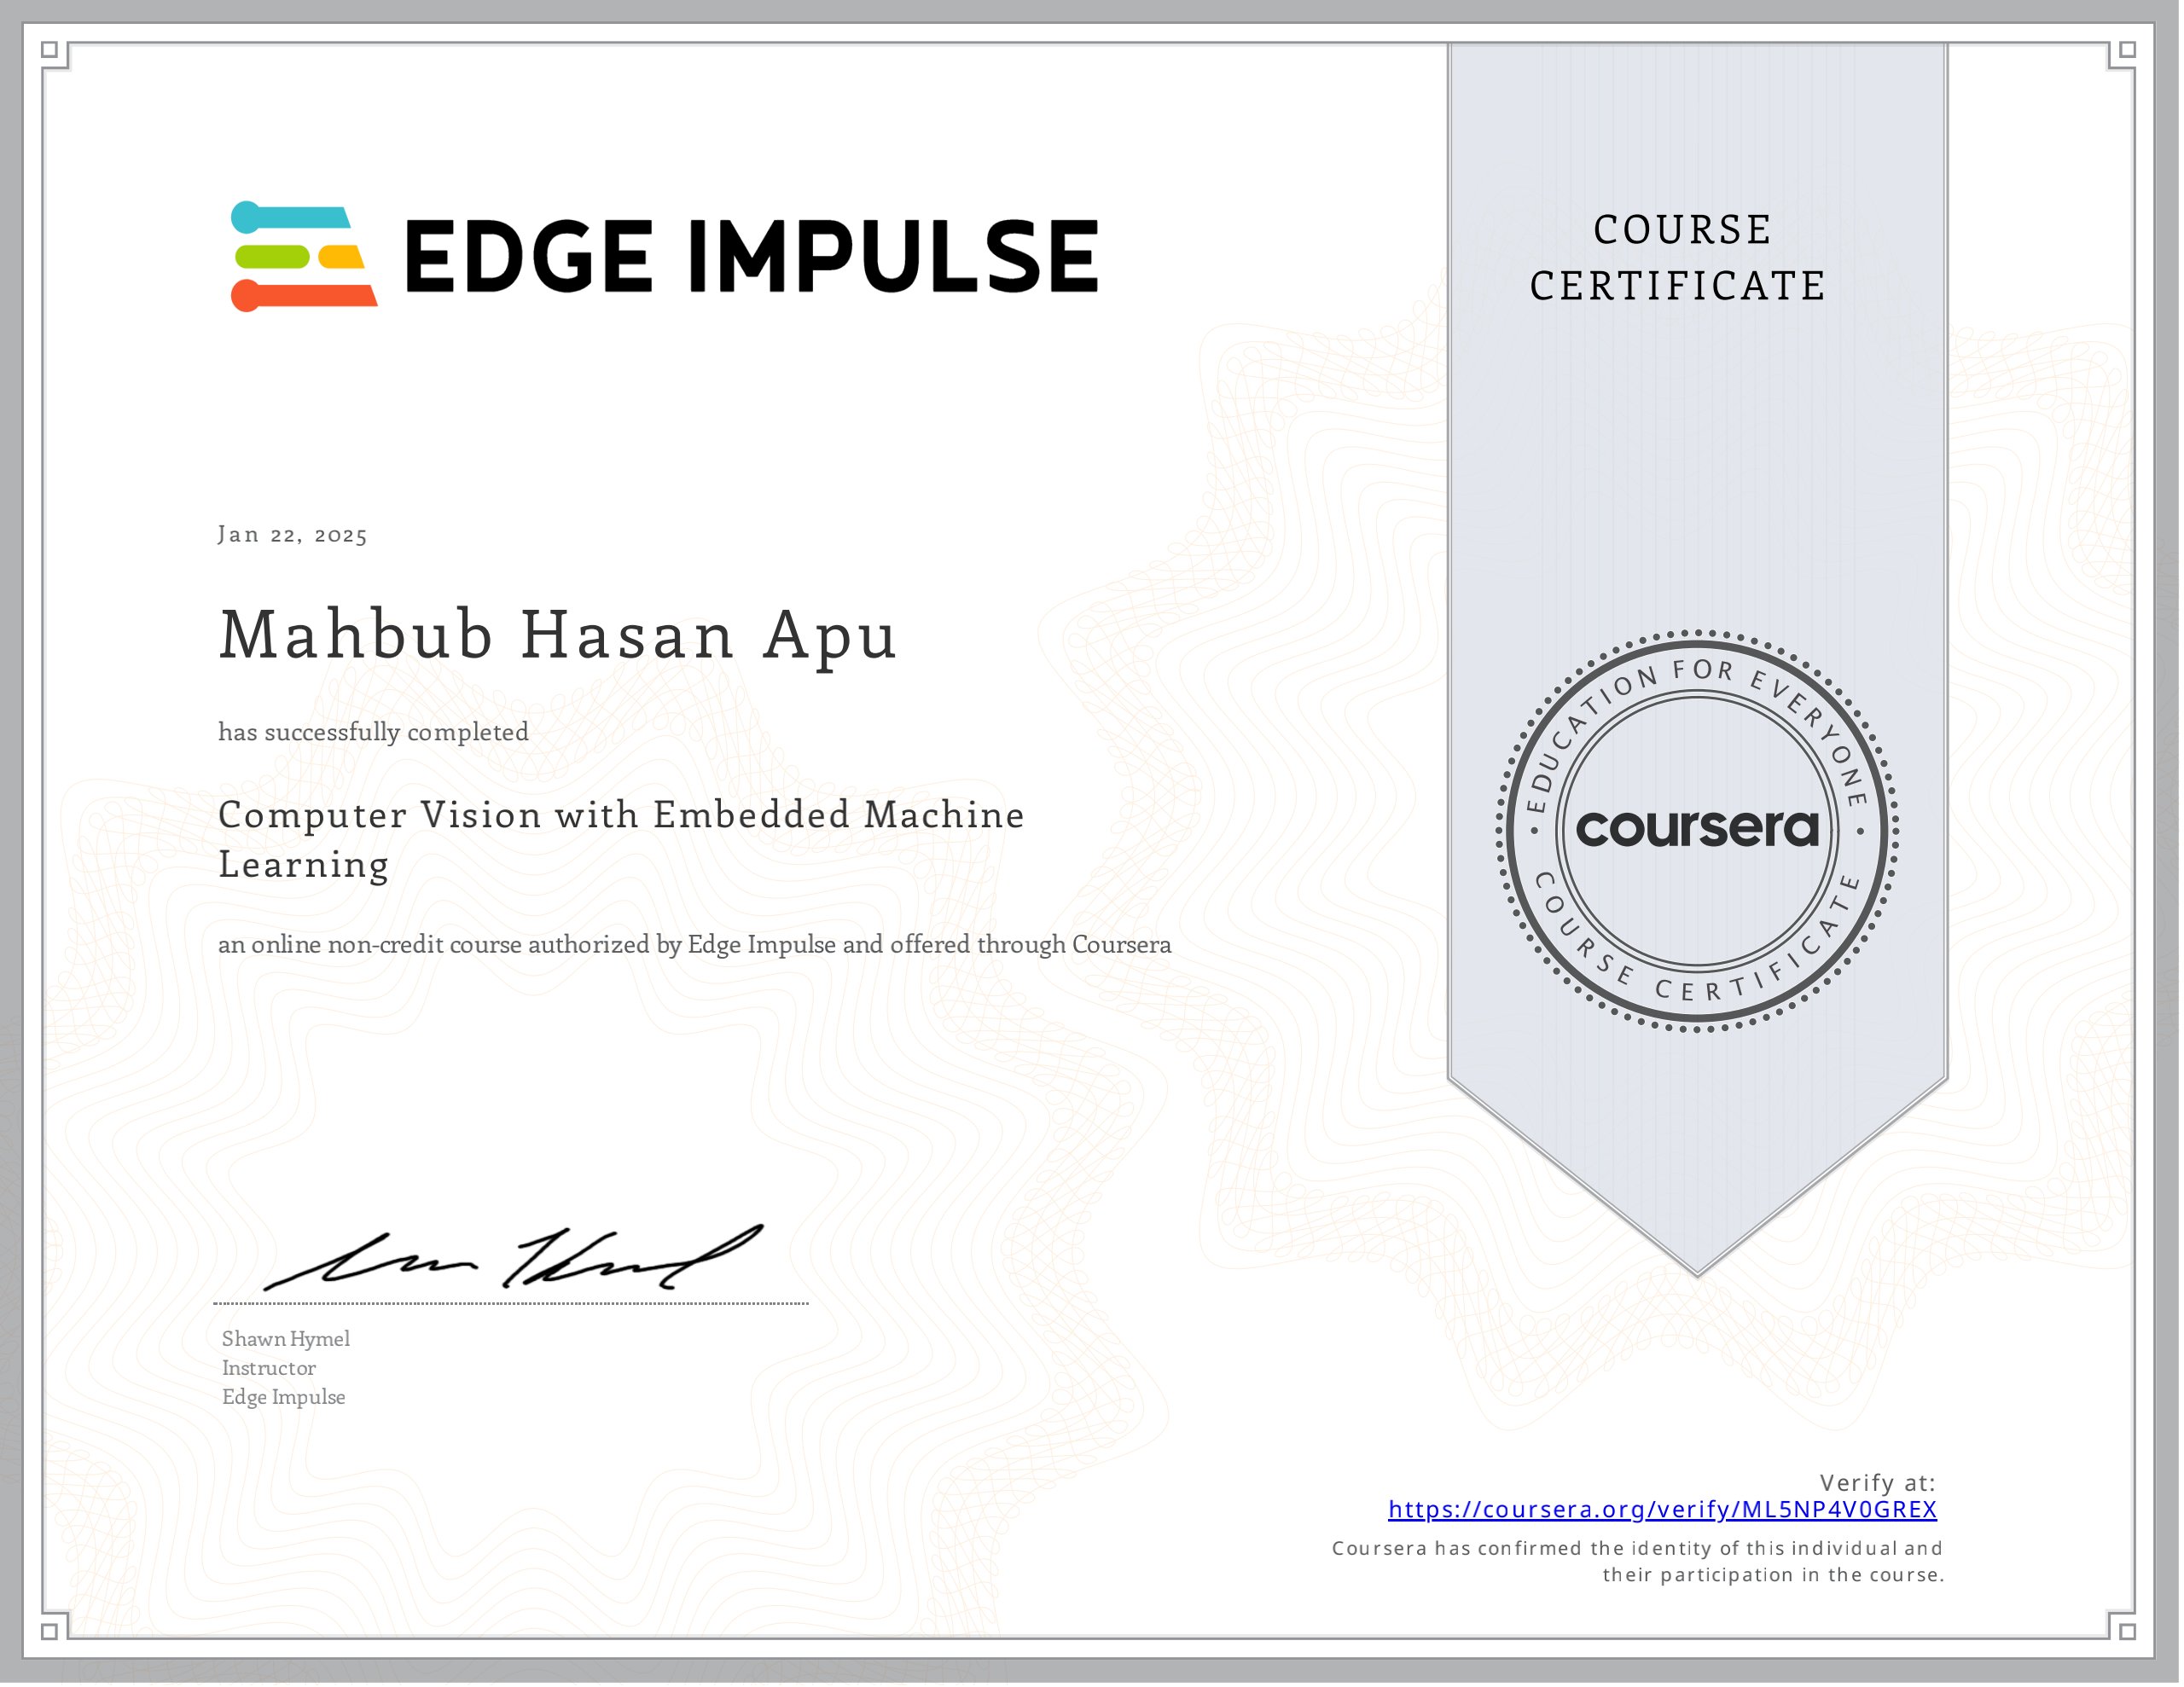 EDGE IMPULSE
COURSE
CERTIFICATE
Jan 22, 2025
Mahbub Hasan Apu
has successfully completed
Computer Vision with Embedded Machine
Learning
an online non-credit course authorized by Edge Impulse and offered through Coursera
EDUCATION FOR EVERYONE
coursera
COURSE CERTIFICATE
Shawn Hymel
Instructor
Edge Impulse
Verify at:
https://coursera.org/verify/ML5NP4V0GREX
Coursera has confirmed the identity of this individual and
their participation in the course.